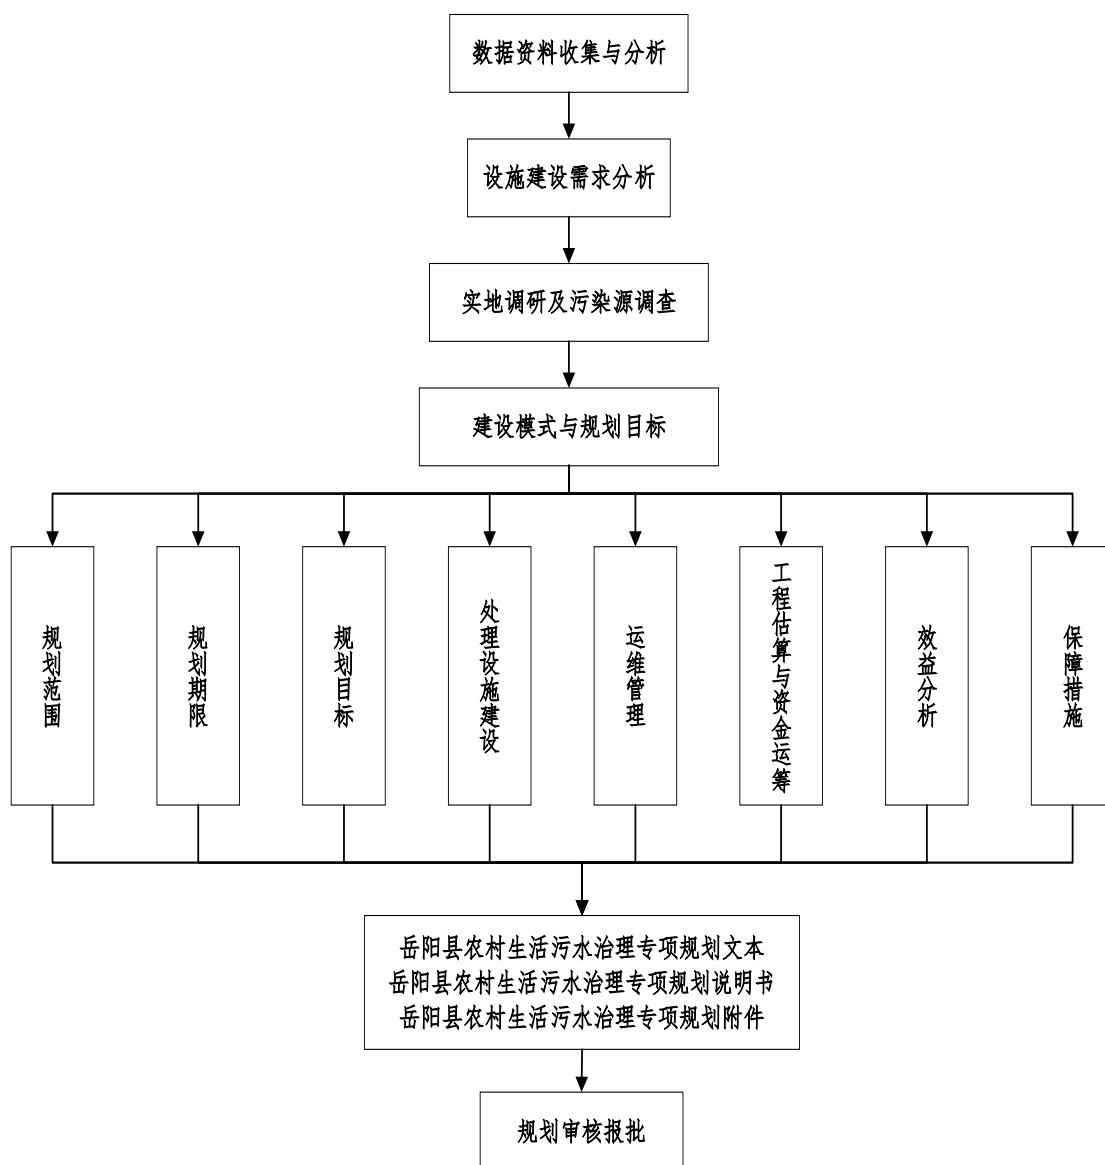 数据资料收集与分析
设施建设需求分析
实地调研及污染源调查
建设模式与规划目标
规划范围
规划期限
规划目标
处理设施建设
运维管理
工程估算与资金运筹
效益分析
保障措施
岳阳县农村生活污水治理专项规划文本
岳阳县农村生活污水治理专项规划说明书
岳阳县农村生活污水治理专项规划附件
规划审核报批